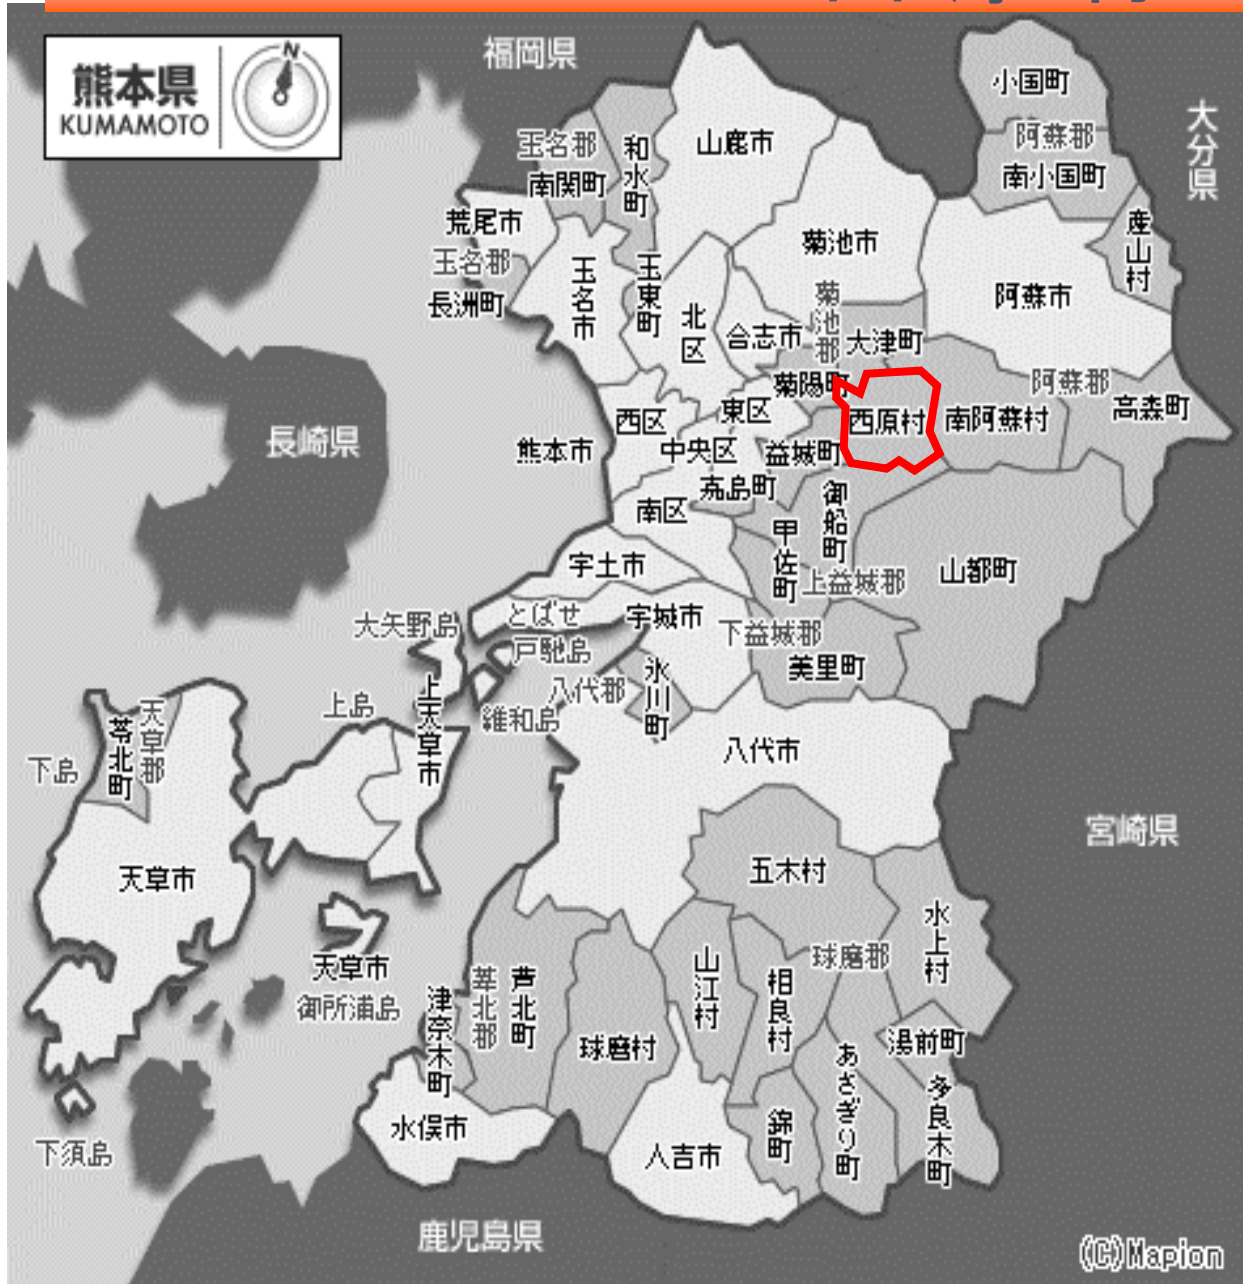 熊本県
KUMAMOTO
N
福岡県
大分県
小国町
阿蘇郡
南小国町
産山村
山鹿市
玉名郡
和水町
南関町
荒尾市
玉名郡
長洲町
玉名市
玉東町
菊池市
阿蘇市
北区
合志市
菊池郡
大津町
菊陽町
阿蘇郡
高森町
西区
東区
西原村
南阿蘇村
中央区
益城町
熊本市
長崎県
嘉島町
南区
御船町
甲佐町
上益城郡
山都町
宇土市
とばせ
宇城市
大矢野島
戸馳島
下益城郡
美里町
八代郡
氷川町
上島
上天草市
維和島
天草郡
苓北町
下島
八代市
宮崎県
天草市
五木村
水上村
球磨郡
天草市
御所浦島
津奈木町
葦北郡
芦北町
球磨村
山江村
相良村
湯前町
あさぎり町
多良木町
錦町
水俣市
人吉市
下須島
鹿児島県
(C)Mapion